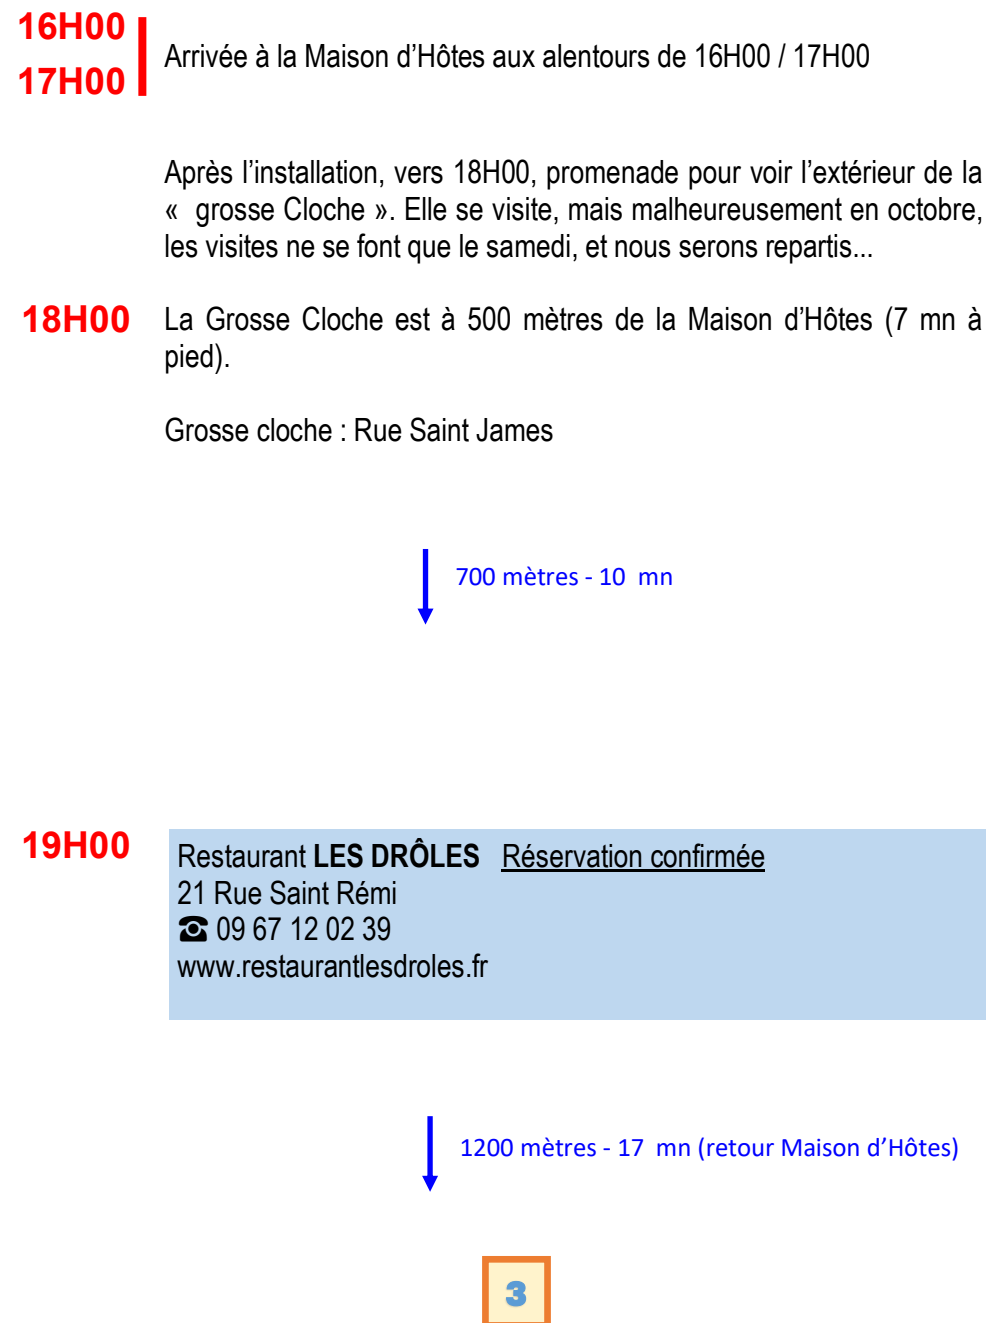 16H00
17H00
Arrivée à la Maison d’Hôtes aux alentours de 16H00 / 17H00
Après l’installation, vers 18H00, promenade pour voir l’extérieur de la
« grosse Cloche ». Elle se visite, mais malheureusement en octobre,
les visites ne se font que le samedi, et nous serons repartis...
18H00 La Grosse Cloche est à 500 mètres de la Maison d’Hôtes (7 mn à
pied).
Grosse cloche : Rue Saint James
700 mètres - 10 mn
19H00
Restaurant LES DRÔLES Réservation confirmée
21 Rue Saint Rémi
☎ 09 67 12 02 39
www.restaurantlesdroles.fr
1200 mètres - 17 mn (retour Maison d’Hôtes)
3